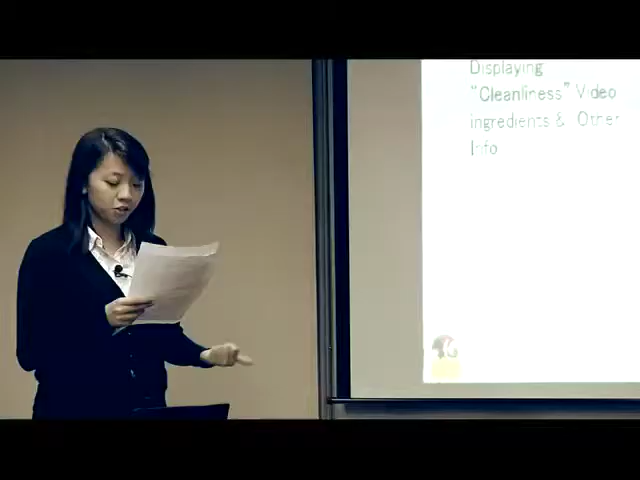 Displaying
"Cleanliness" Video
ingredients & Other
Info